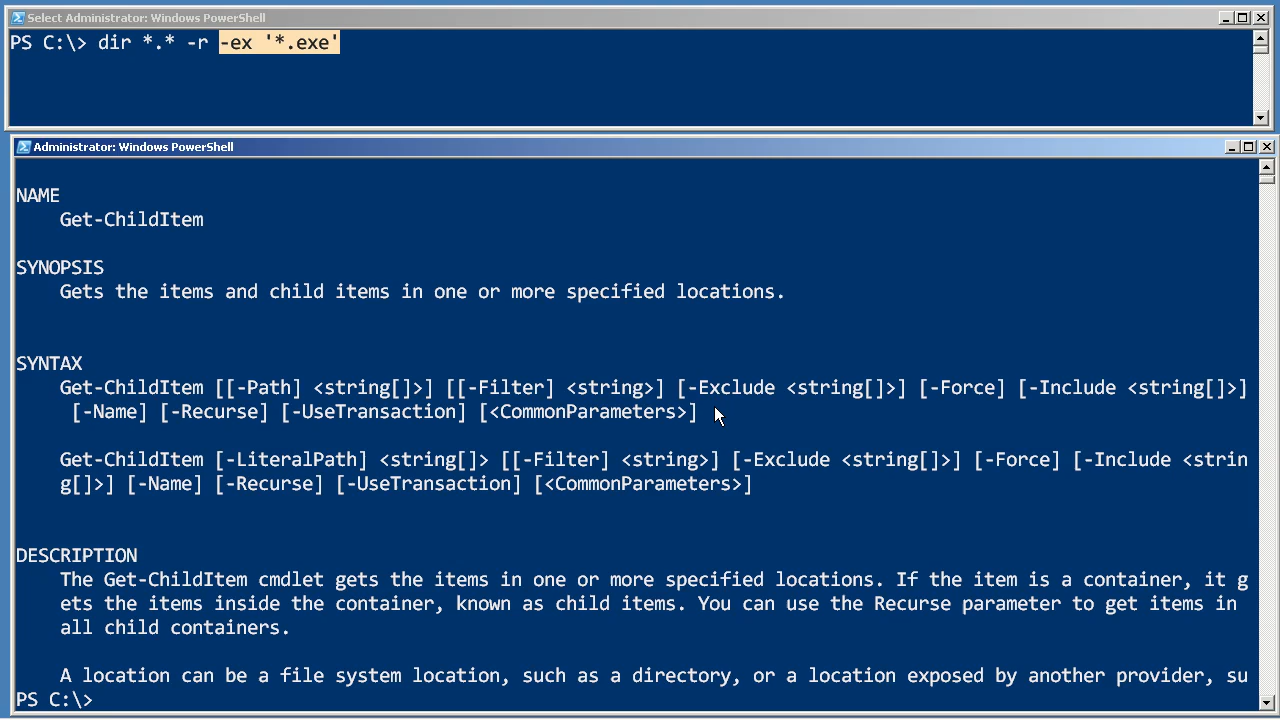 Select Administrator: Windows PowerShell
PS C:\> dir *.* -r -ex '*.exe'
Administrator: Windows PowerShell
NAME
Get-ChildItem
SYNOPSIS
Gets the items and child items in one or more specified locations.
SYNTAX
Get-ChildItem [[-Path] <string[]>] [[-Filter] <string>] [-Exclude <string[]>] [-Force] [-Include <string[]>]
[-Name] [-Recurse] [-UseTransaction] [<CommonParameters>]
Get-ChildItem [-LiteralPath] <string[]> [[-Filter] <string>] [-Exclude <string[]>] [-Force] [-Include <strin
g[]>] [-Name] [-Recurse] [-UseTransaction] [<CommonParameters>]
DESCRIPTION
The Get-ChildItem cmdlet gets the items in one or more specified locations. If the item is a container, it g
ets the items inside the container, known as child items. You can use the Recurse parameter to get items in
all child containers.
A location can be a file system location, such as a directory, or a location exposed by another provider, su
PS C:\>